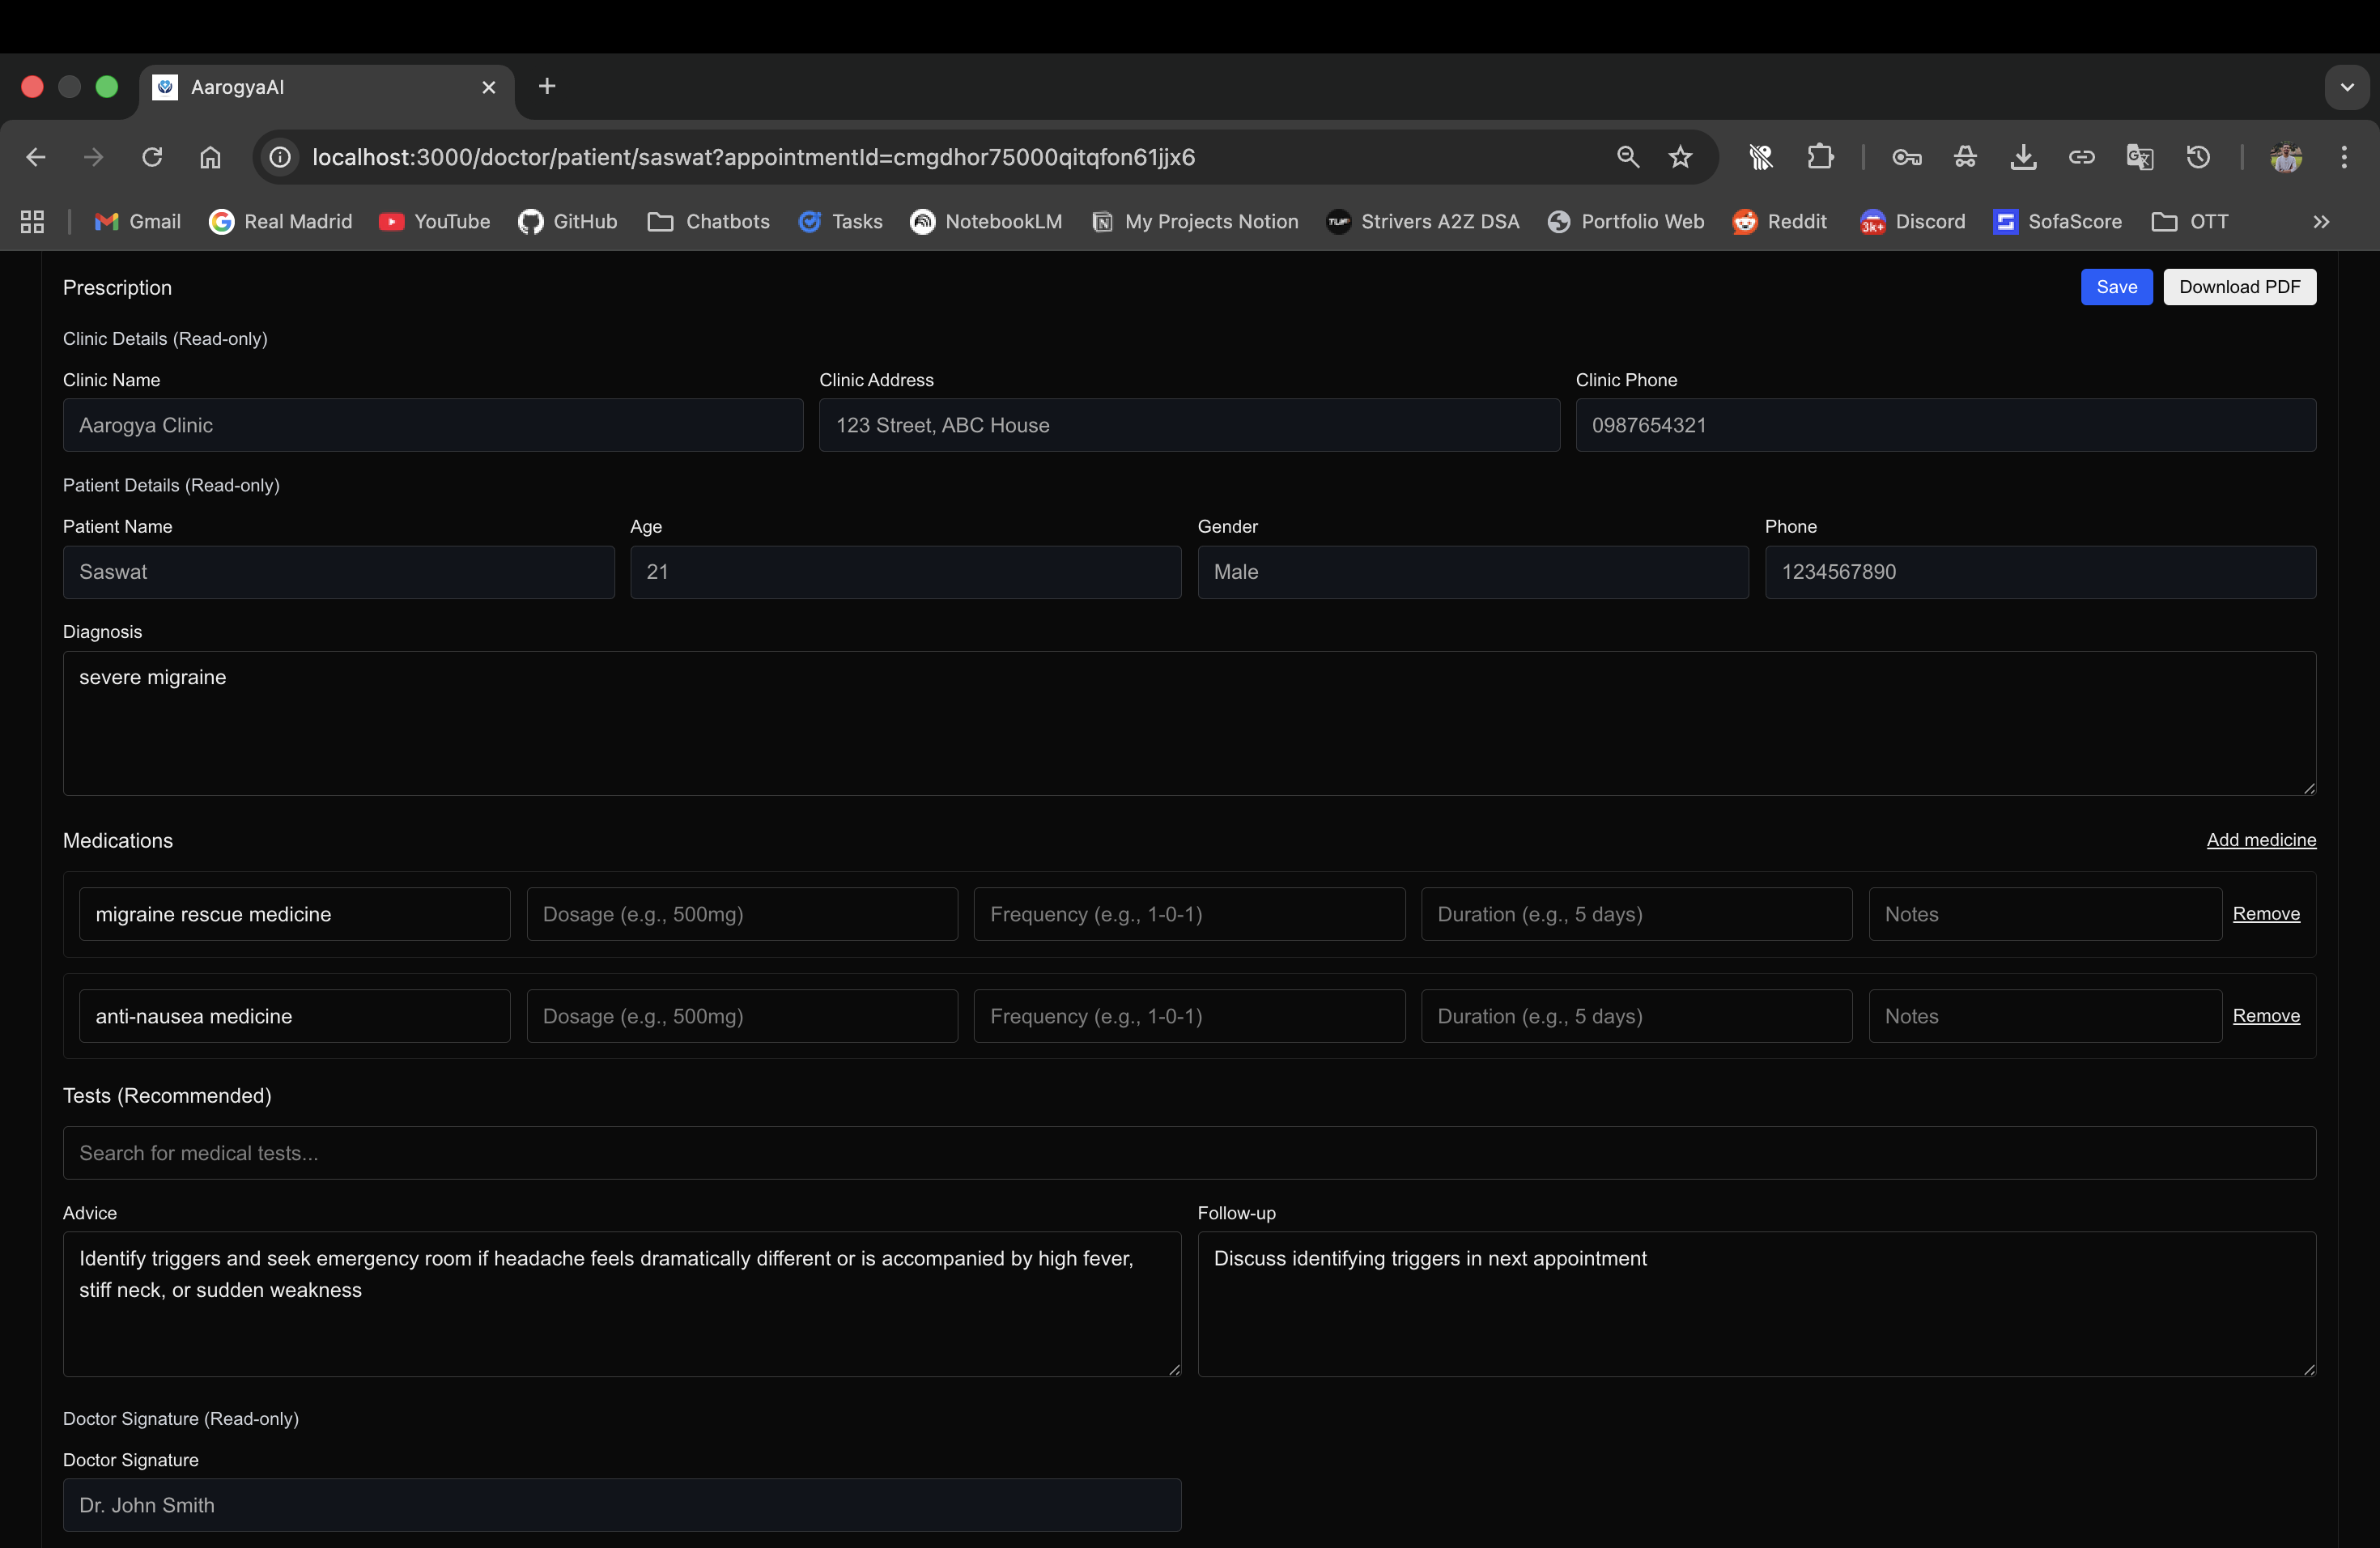 AarogyaAI
localhost:3000/doctor/patient/saswat?appointmentId=cmgdhor75000qitqfon61jjx6
Gmail Real Madrid YouTube GitHub Chatbots Tasks NotebookLM My Projects Notion TUF Strivers A2Z DSA Portfolio Web Reddit 3k+ Discord SofaScore OTT
Prescription Save Download PDF
Clinic Details (Read-only)
Clinic Name Clinic Address Clinic Phone
Aarogya Clinic 123 Street, ABC House 0987654321
Patient Details (Read-only)
Patient Name Age Gender Phone
Saswat 21 Male 1234567890
Diagnosis
severe migraine
Medications Add medicine
migraine rescue medicine Dosage (e.g., 500mg) Frequency (e.g., 1-0-1) Duration (e.g., 5 days) Notes Remove
anti-nausea medicine Dosage (e.g., 500mg) Frequency (e.g., 1-0-1) Duration (e.g., 5 days) Notes Remove
Tests (Recommended)
Search for medical tests...
Advice Follow-up
Identify triggers and seek emergency room if headache feels dramatically different or is accompanied by high fever,
stiff neck, or sudden weakness
Discuss identifying triggers in next appointment
Doctor Signature (Read-only)
Doctor Signature
Dr. John Smith